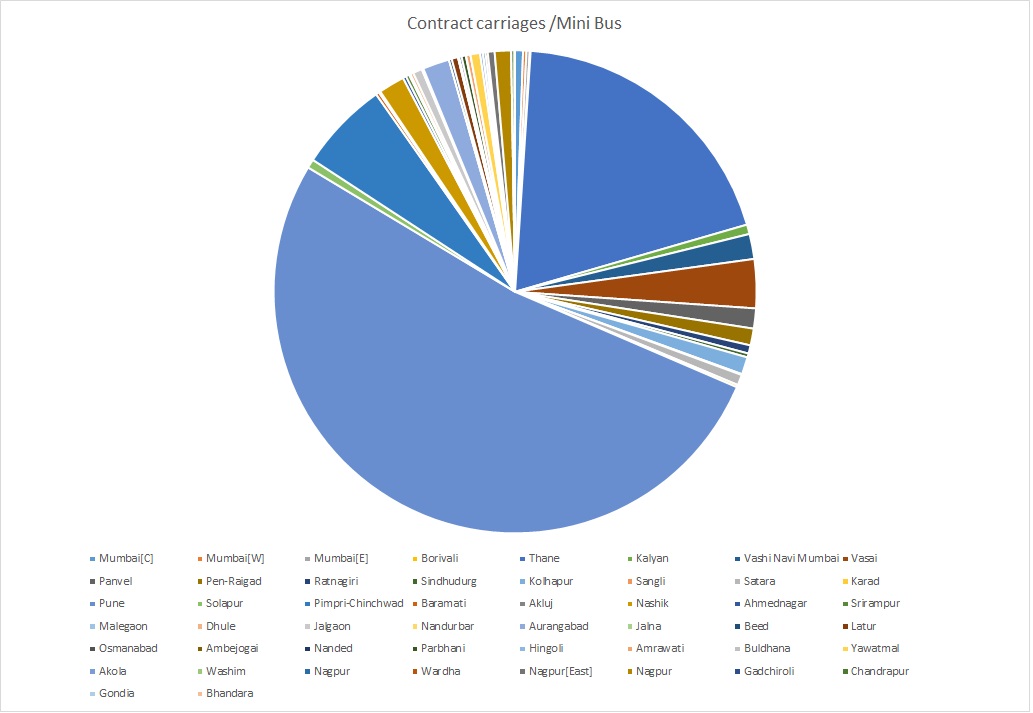 Contract carriages /Mini Bus
Mumbai[C] Mumbai[W] Mumbai[E] Borivali Thane Kalyan Vashi Navi Mumbai Vasai
Panvel Pen-Raigad Ratnagiri Sindhudurg Kolhapur Sangli Satara Karad
Pune Solapur Pimpri-Chinchwad Baramati Akluj Nashik Ahmednagar Srirampur
Malegaon Dhule Jalgaon Nandurbar Aurangabad Jalna Beed Latur
Osmanabad Ambejogai Nanded Parbhani Hingoli Amrawati Buldhana Yawatmal
Akola Washim Nagpur Wardha Nagpur[East] Nagpur Gadchiroli Chandrapur
Gondia Bhandara